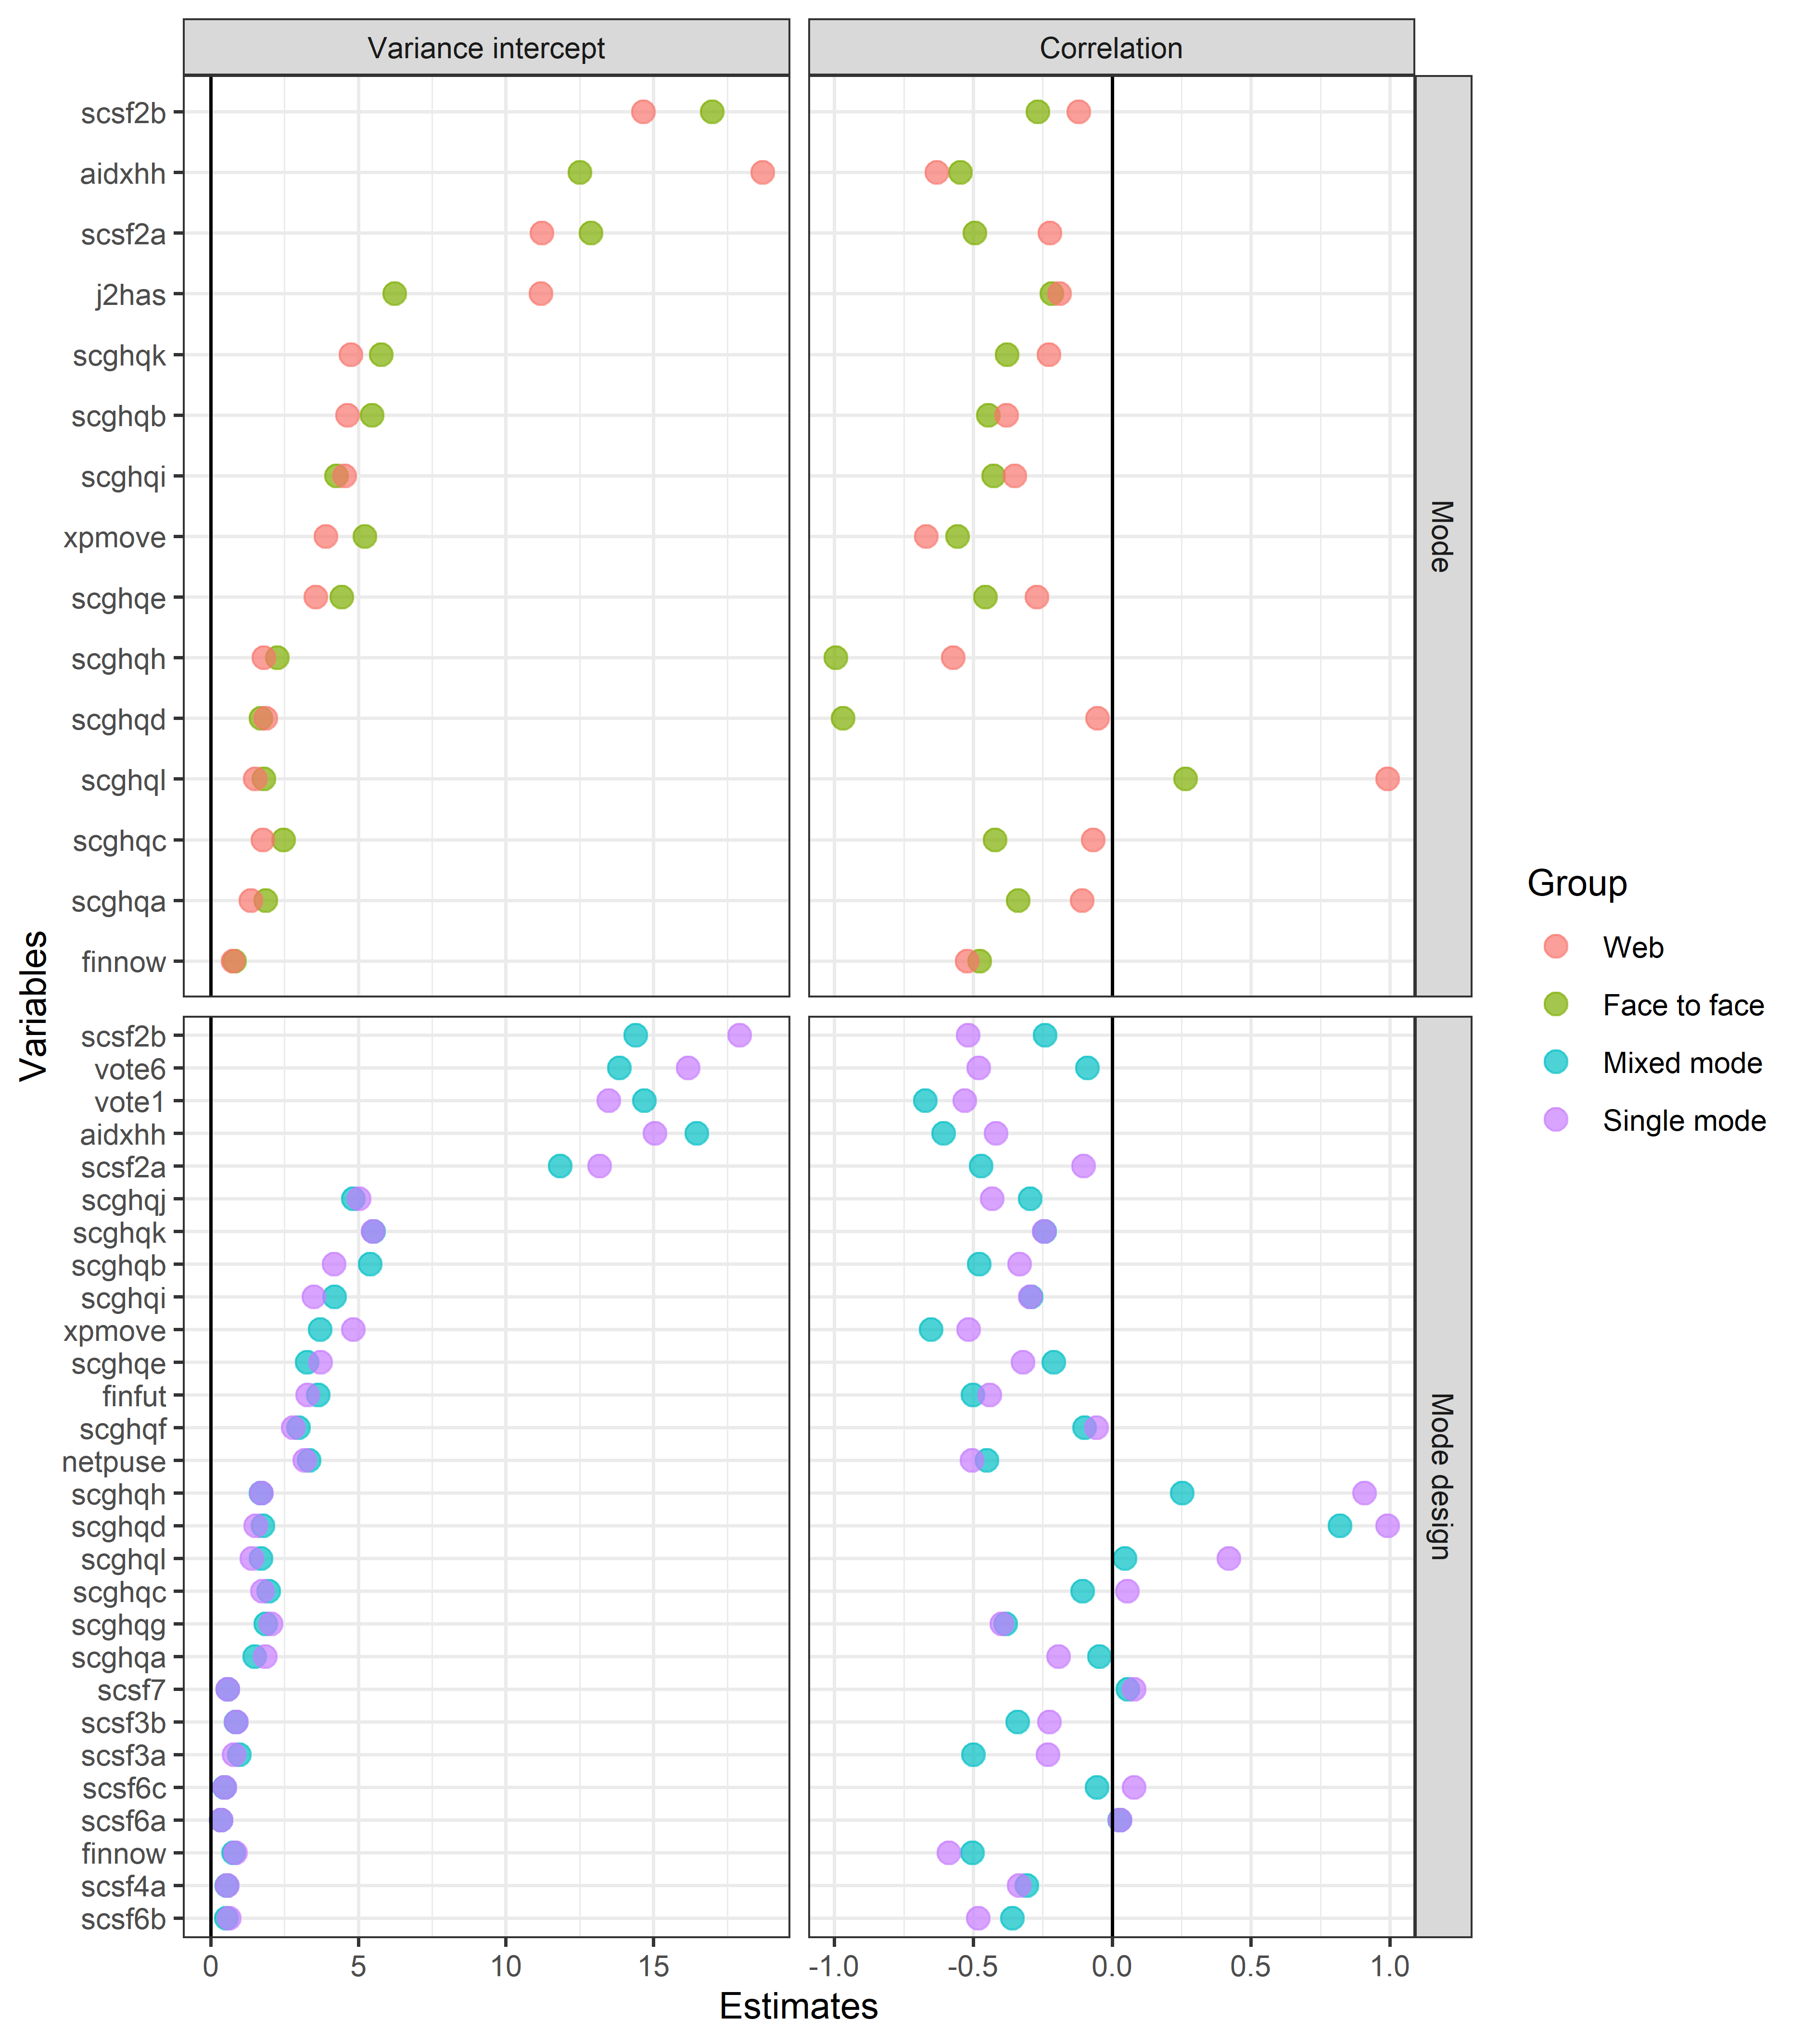 Variance intercept
Correlation
scsf2b
aidxhh
scsf2a
j2has
scghqk
scghqb
scghqi
xpmove
scghqe
scghqh
scghqd
scghql
scghqc
scghqa
finnow
Mode
Variables
scsf2b
vote6
vote1
aidxhh
scsf2a
scghqj
scghqk
scghqb
scghqi
xpmove
scghqe
finfut
scghqf
netpuse
scghqh
scghqd
scghql
scghqc
scghqg
scghqa
scsf7
scsf3b
scsf3a
scsf6c
scsf6a
finnow
scsf4a
scsf6b
Mode design
0 5 10 15
-1.0 -0.5 0.0 0.5 1.0
Estimates
Group
Web
Face to face
Mixed mode
Single mode